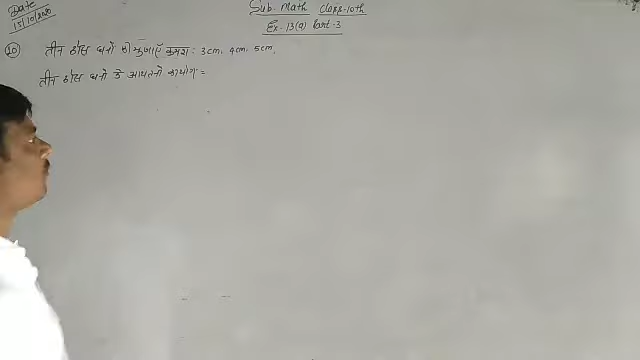 Date
15/10/2020
Sub- Math Class-10th
Ex-13(a) Part-3
20 तीन ठोस घनो की भुजाएँ क्रमश: 3cm, 4cm, 5cm,
तीन ठोस घनो के आयतनो का योग =